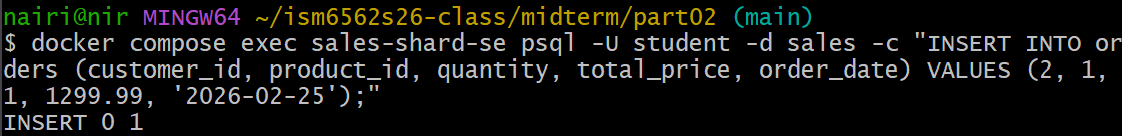 nairi@nir MINGW64 ~/ism6562s26-class/midterm/part02 (main)
$ docker compose exec sales-shard-se psql -U student -d sales -c "INSERT INTO or
ders (customer_id, product_id, quantity, total_price, order_date) VALUES (2, 1,
1, 1299.99, '2026-02-25');"
INSERT 0 1